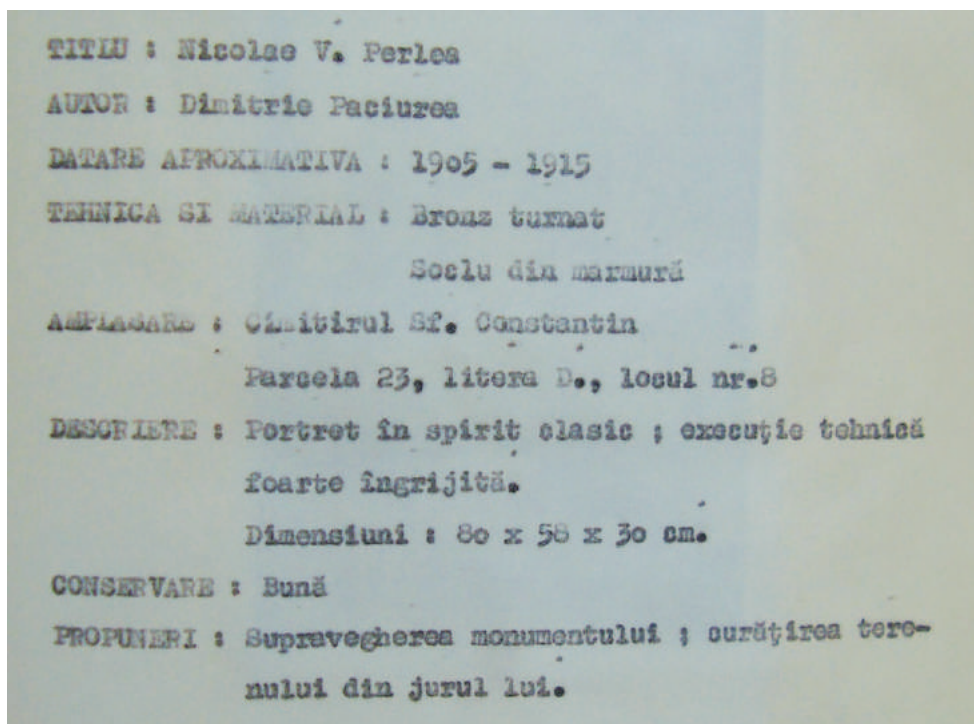 TITLU : Nicolae V. Perlea
AUTOR : Dimitrie Paciurea
DATARE APROXIMATIVA : 1905 - 1915
TEHNICA SI MATERIAL : Bronz turnat
Soclu din marmură
AMPLASARE : Cimitirul Sf. Constantin
Parcela 23, litera D., locul nr.8
DESCRIERE : Portret în spirit clasic ; execuţie tehnică
foarte îngrijită.
Dimensiuni : 80 x 58 x 30 cm.
CONSERVARE : Bună
PROPUNERI : Supravegherea monumentului ; curăţirea tere-
nului din jurul lui.